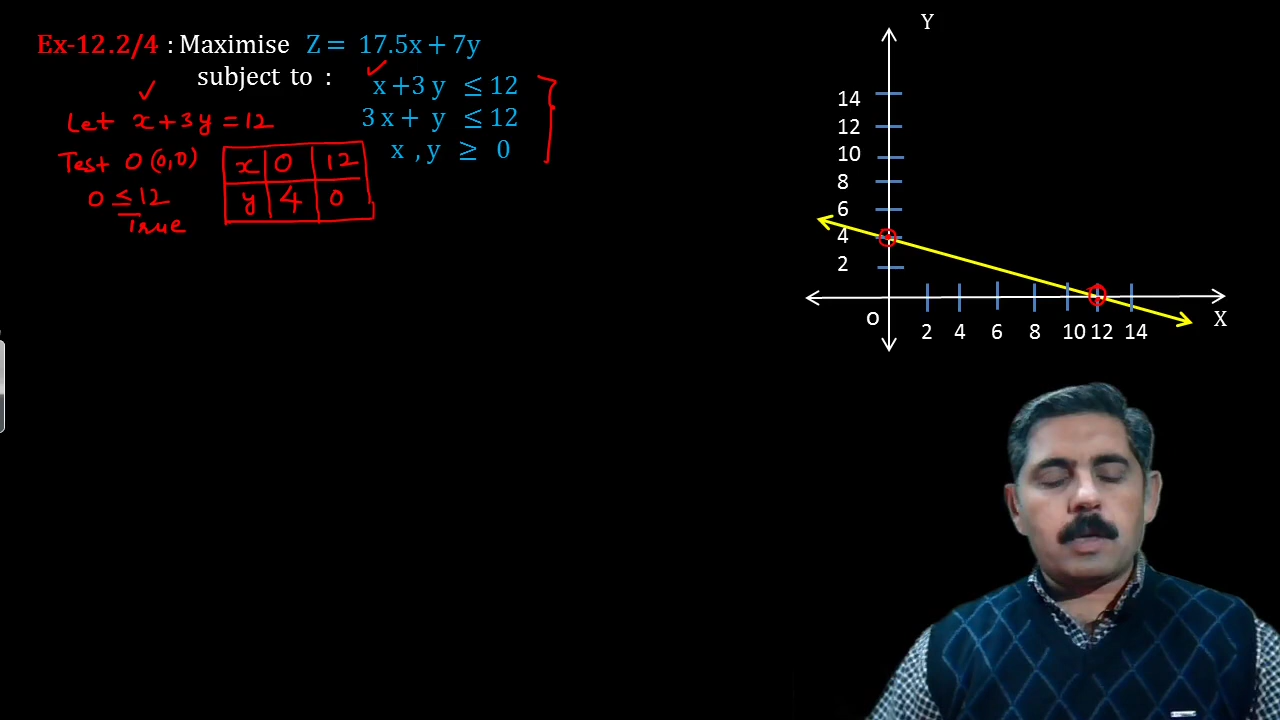 Ex-12.2/4 : Maximise Z = 17.5x + 7y
subject to :
x + 3 y ≤ 12
3 x + y ≤ 12
x , y ≥ 0
Let x + 3y = 12
Test O (0,0)
0 ≤ 12
True
x 0 12
y 4 0
Y
14
12
10
8
6
4
2
O
2 4 6 8 10 12 14
X